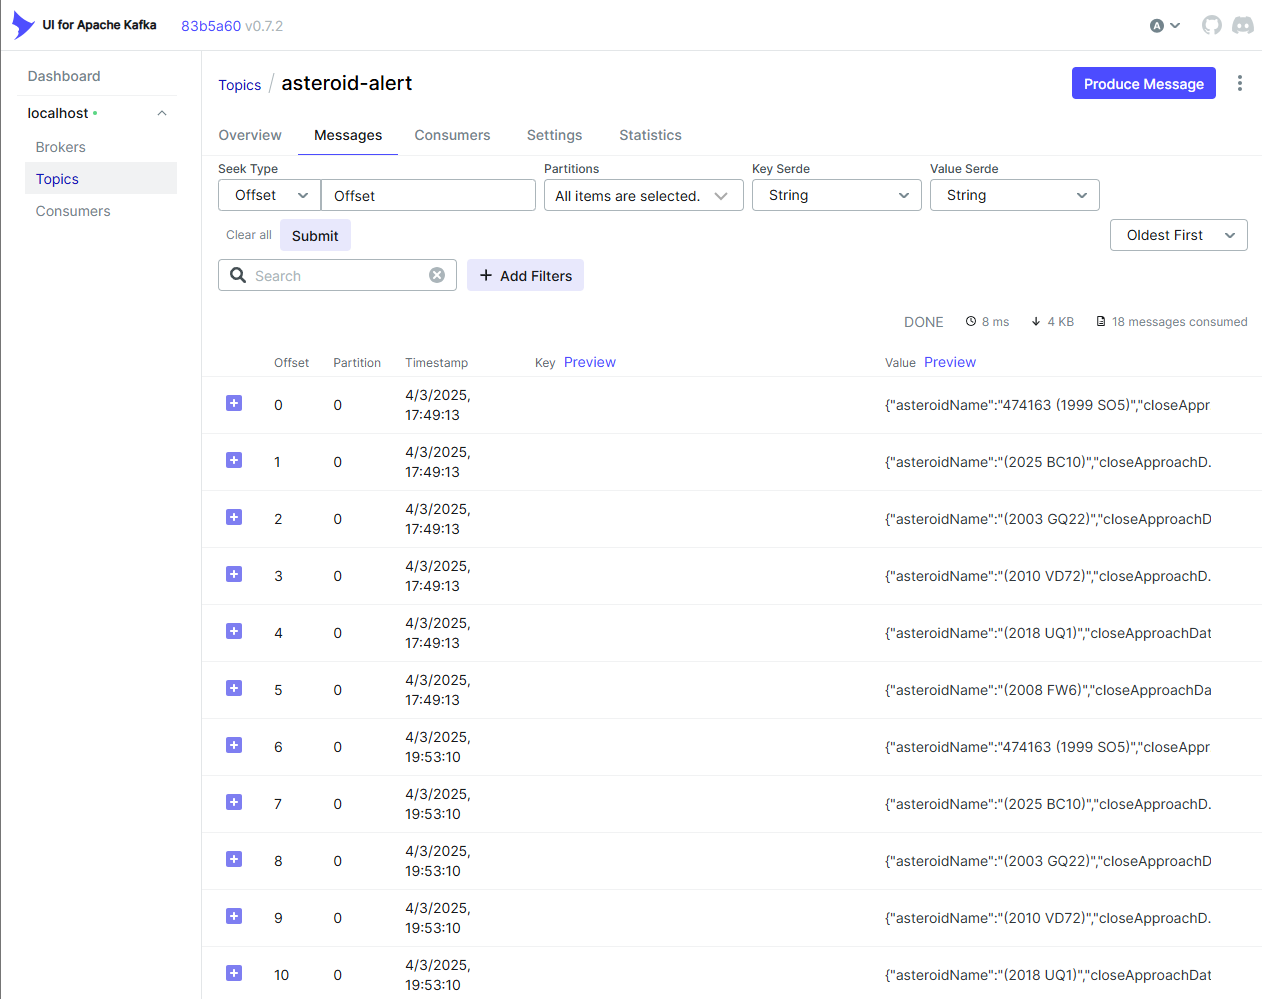 UI for Apache Kafka 83b5a60 v0.7.2 A
Dashboard
localhost
Brokers
Topics
Consumers
Topics / asteroid-alert
Produce Message
Overview Messages Consumers Settings Statistics
Seek Type Partitions Key Serde Value Serde
Offset Offset All items are selected. String String
Clear all Submit Oldest First
Search Add Filters
DONE 8 ms 4 KB 18 messages consumed
Offset Partition Timestamp Key Preview Value Preview
0 0 4/3/2025, 17:49:13 {"asteroidName":"474163 (1999 SO5)","closeAppr
1 0 4/3/2025, 17:49:13 {"asteroidName":"(2025 BC10)","closeApproachD.
2 0 4/3/2025, 17:49:13 {"asteroidName":"(2003 GQ22)","closeApproachD
3 0 4/3/2025, 17:49:13 {"asteroidName":"(2010 VD72)","closeApproachD.
4 0 4/3/2025, 17:49:13 {"asteroidName":"(2018 UQ1)","closeApproachDat
5 0 4/3/2025, 17:49:13 {"asteroidName":"(2008 FW6)","closeApproachDa
6 0 4/3/2025, 19:53:10 {"asteroidName":"474163 (1999 SO5)","closeAppr
7 0 4/3/2025, 19:53:10 {"asteroidName":"(2025 BC10)","closeApproachD.
8 0 4/3/2025, 19:53:10 {"asteroidName":"(2003 GQ22)","closeApproachD
9 0 4/3/2025, 19:53:10 {"asteroidName":"(2010 VD72)","closeApproachD.
10 0 4/3/2025, 19:53:10 {"asteroidName":"(2018 UQ1)","closeApproachDat